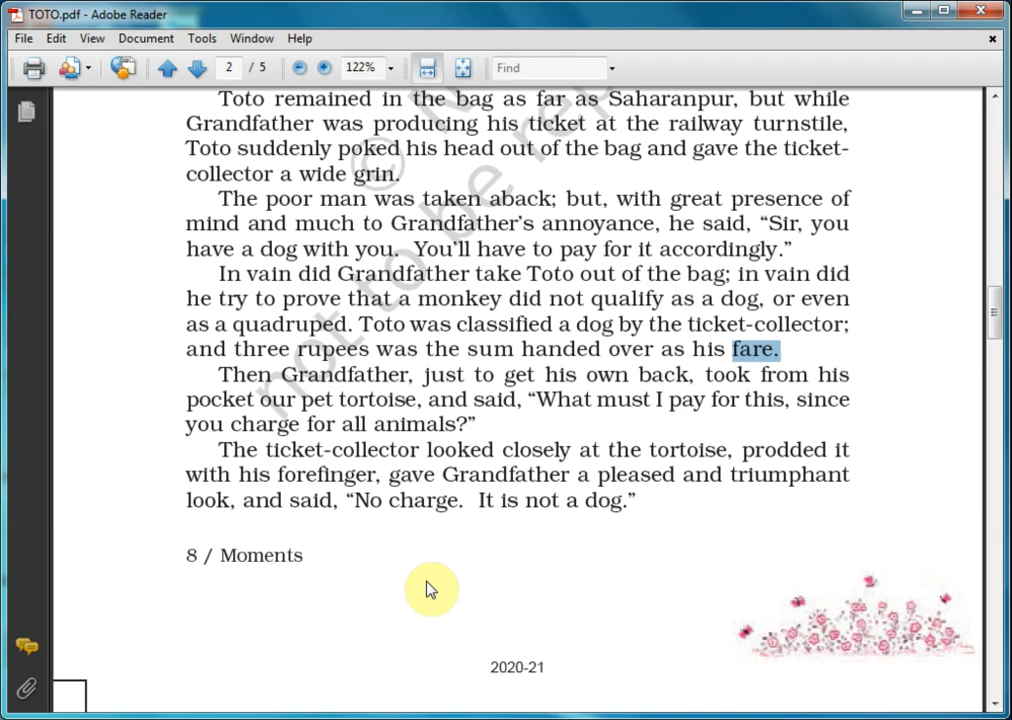 TOTO.pdf - Adobe Reader
File Edit View Document Tools Window Help
2 / 5 122% Find
Toto remained in the bag as far as Saharanpur, but while
Grandfather was producing his ticket at the railway turnstile,
Toto suddenly poked his head out of the bag and gave the ticket-
collector a wide grin.
The poor man was taken aback; but, with great presence of
mind and much to Grandfather's annoyance, he said, “Sir, you
have a dog with you. You'll have to pay for it accordingly.”
In vain did Grandfather take Toto out of the bag; in vain did
he try to prove that a monkey did not qualify as a dog, or even
as a quadruped. Toto was classified a dog by the ticket-collector;
and three rupees was the sum handed over as his fare.
Then Grandfather, just to get his own back, took from his
pocket our pet tortoise, and said, “What must I pay for this, since
you charge for all animals?”
The ticket-collector looked closely at the tortoise, prodded it
with his forefinger, gave Grandfather a pleased and triumphant
look, and said, “No charge. It is not a dog.”
8 / Moments
2020-21
© N
not to be rep